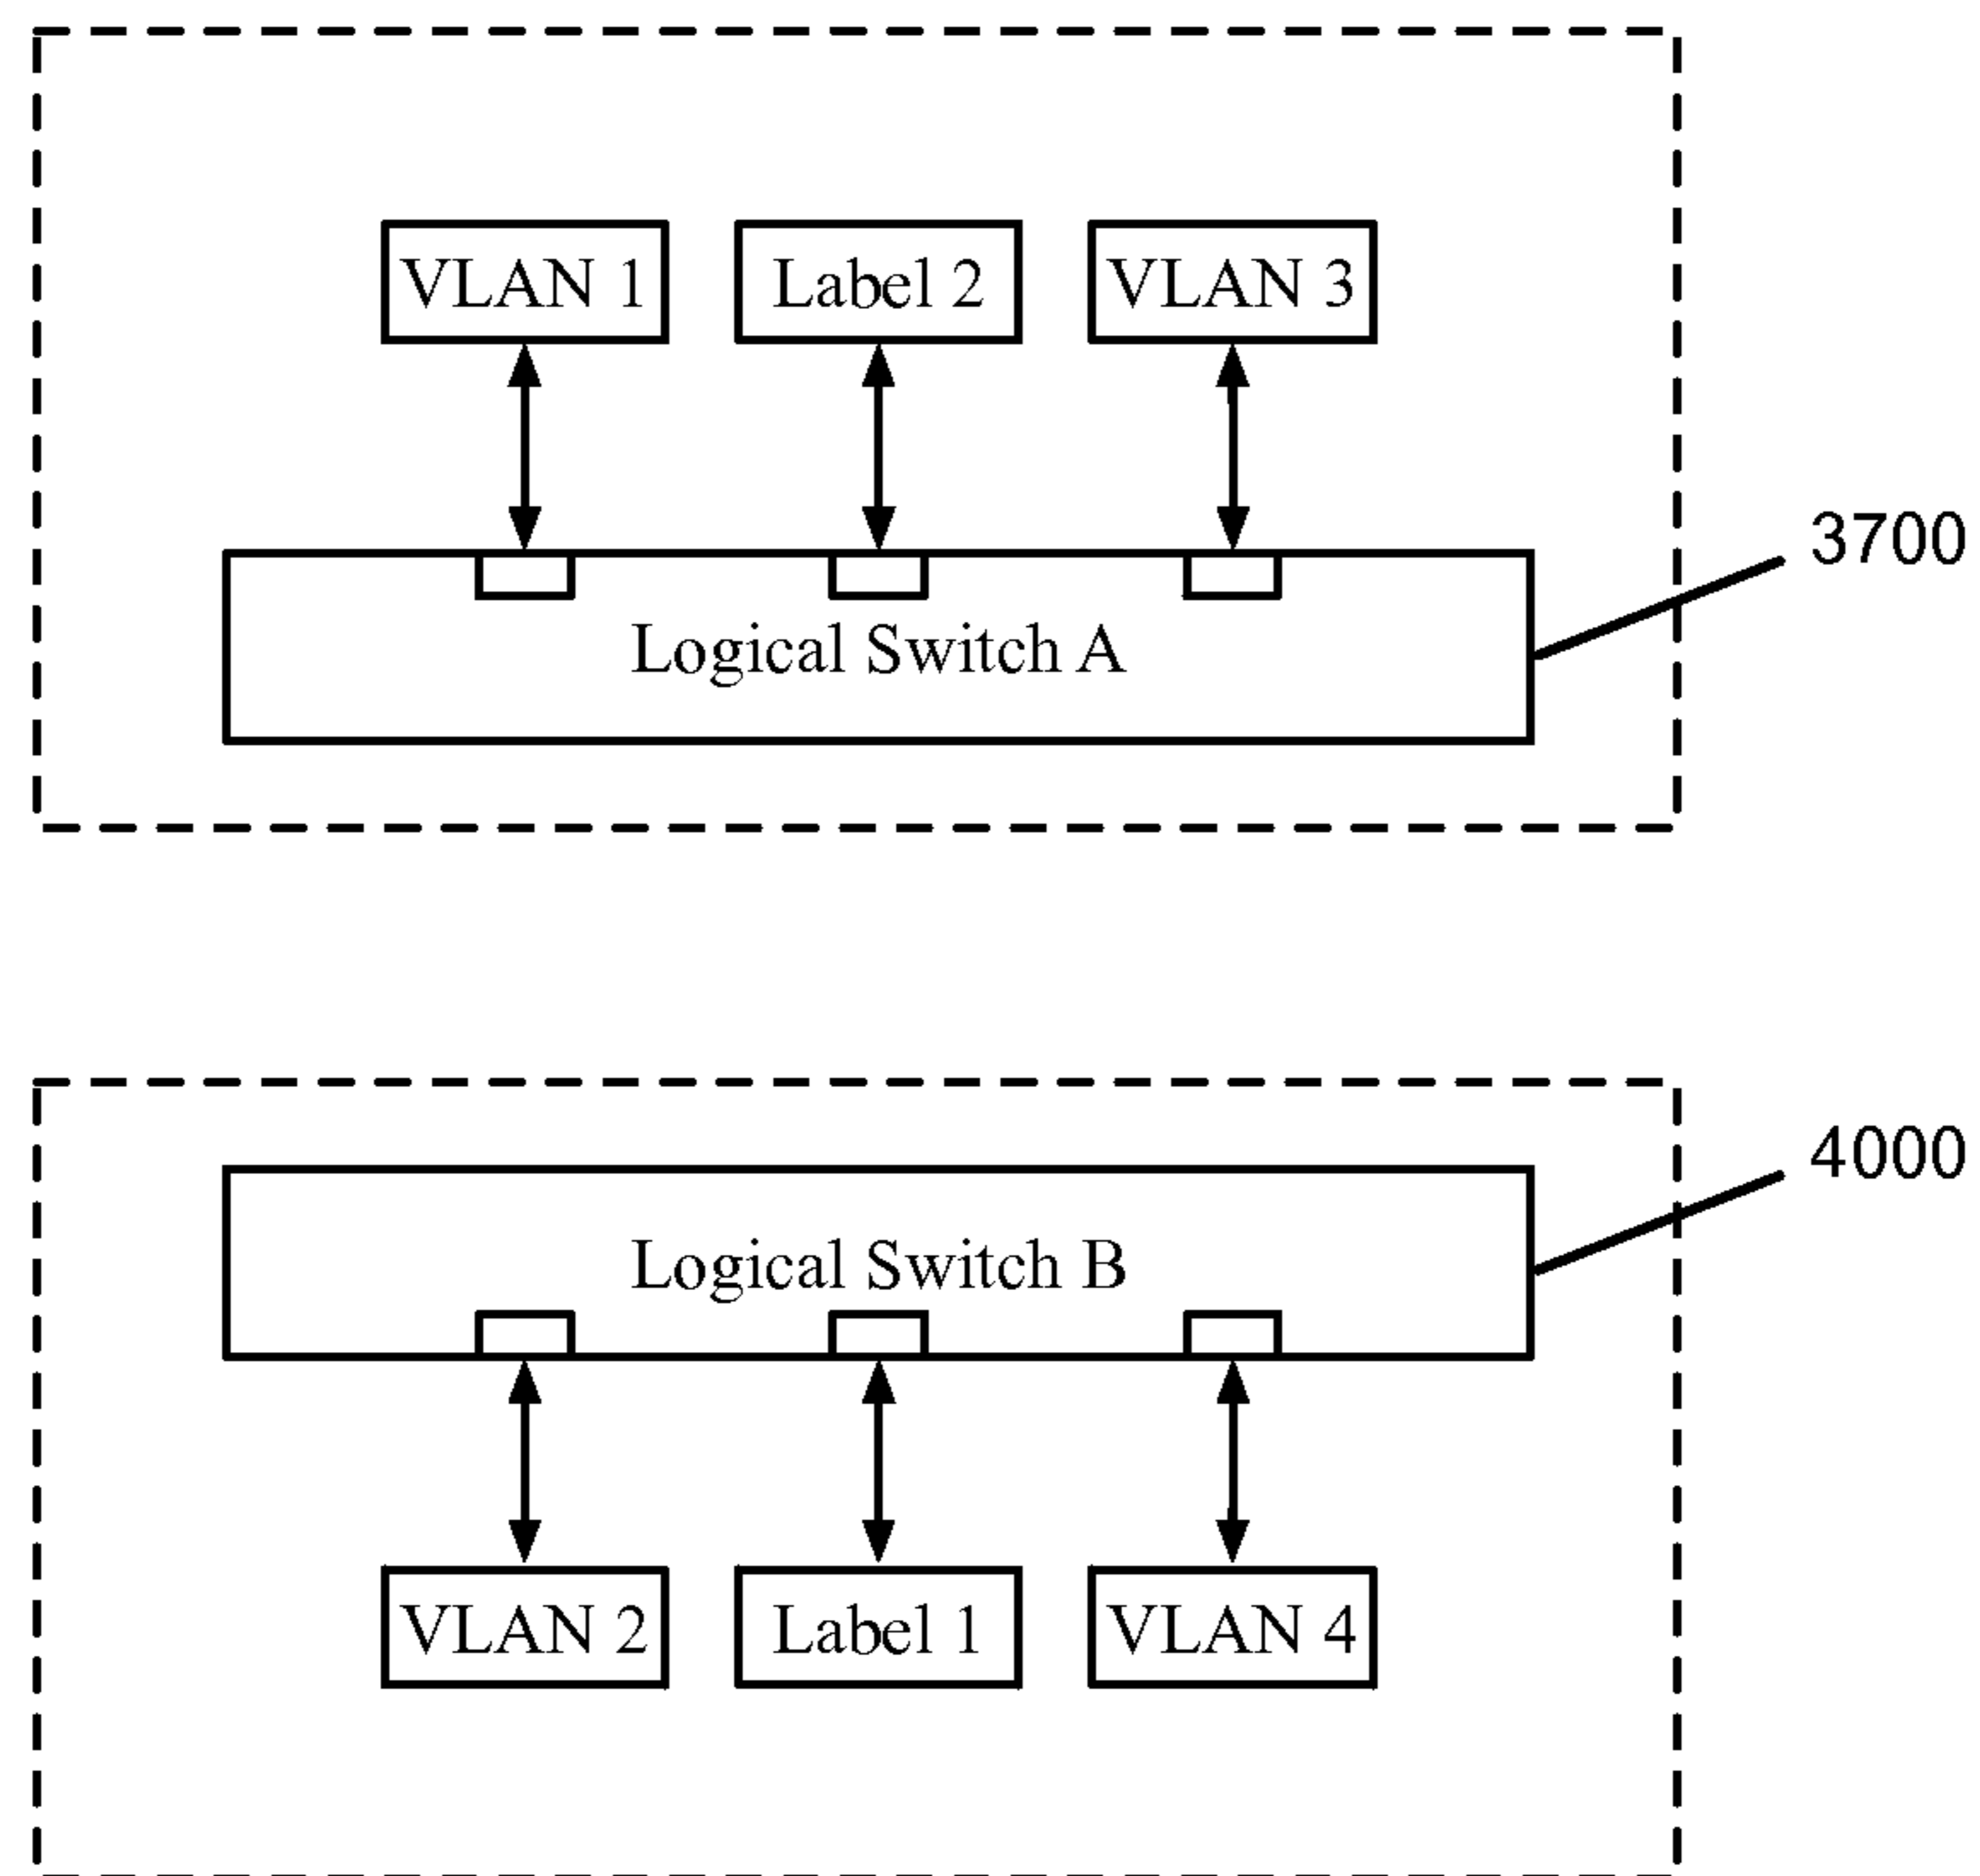 VLAN 1
Label 2
VLAN 3
3700
Logical Switch A
4000
Logical Switch B
VLAN 2
Label 1
VLAN 4